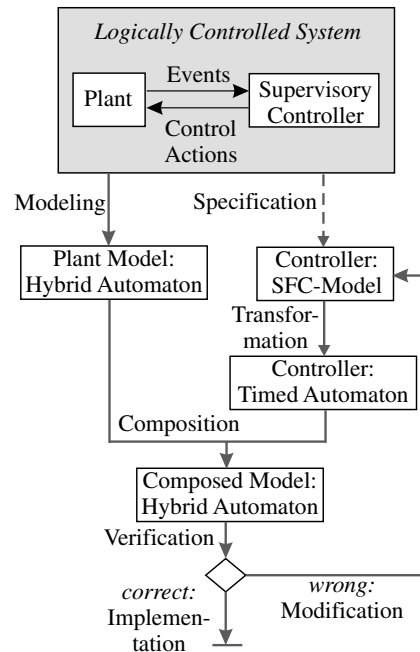 Logically Controlled System
Events
Plant
Supervisory
Controller
Control
Actions
Modeling
Specification
Plant Model:
Hybrid Automaton
Controller:
SFC-Model
Transfor-
mation
Controller:
Timed Automaton
Composition
Composed Model:
Hybrid Automaton
Verification
correct:
Implemen-
tation
wrong:
Modification